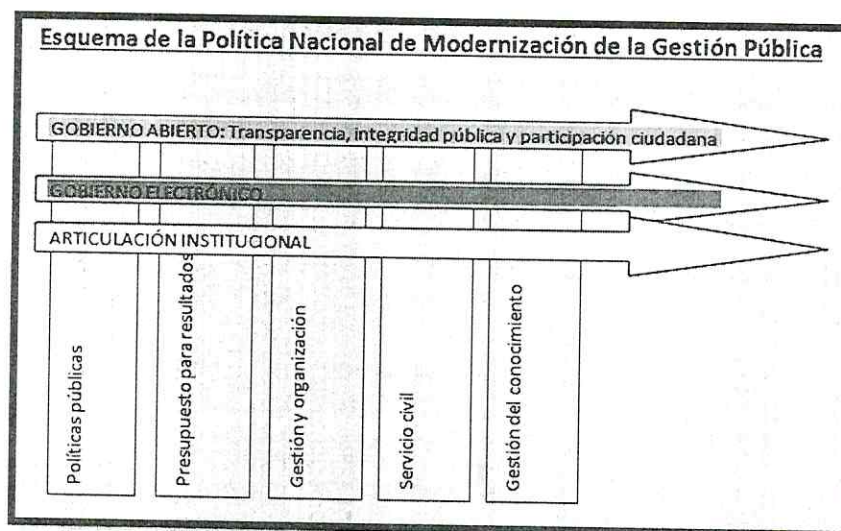 Esquema de la Política Nacional de Modernización de la Gestión Pública
GOBIERNO ABIERTO: Transparencia, integridad pública y participación ciudadana
GOBIERNO ELECTRÓNICO
ARTICULACIÓN INSTITUCIONAL
Políticas públicas
Presupuesto para resultados
Gestión y organización
Servicio civil
Gestión del conocimiento